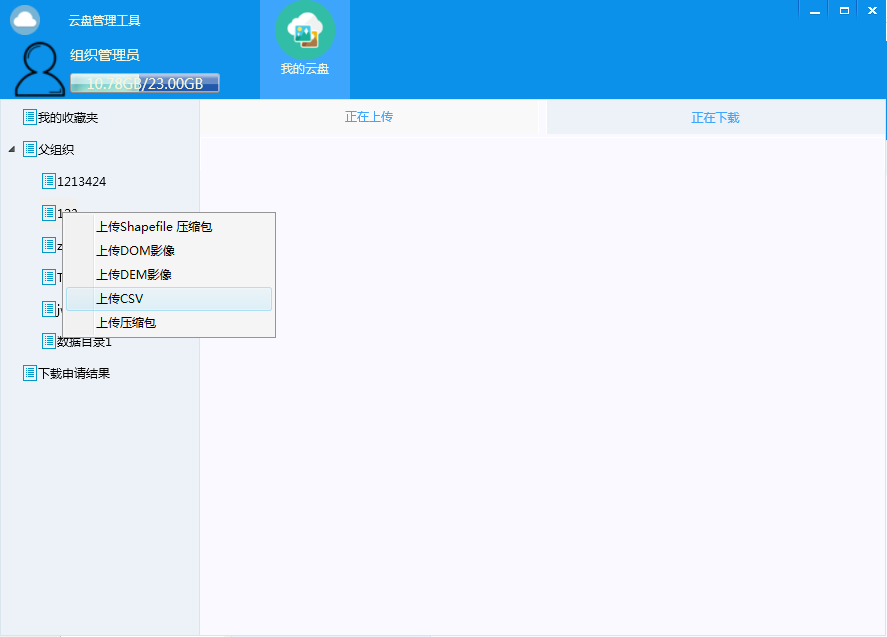 云盘管理工具
组织管理员
10.78GB/23.00GB
我的云盘
正在上传
正在下载
我的收藏夹
父组织
1213424
上传Shapefile 压缩包
上传DOM影像
上传DEM影像
上传CSV
上传压缩包
数据目录1
下载申请结果